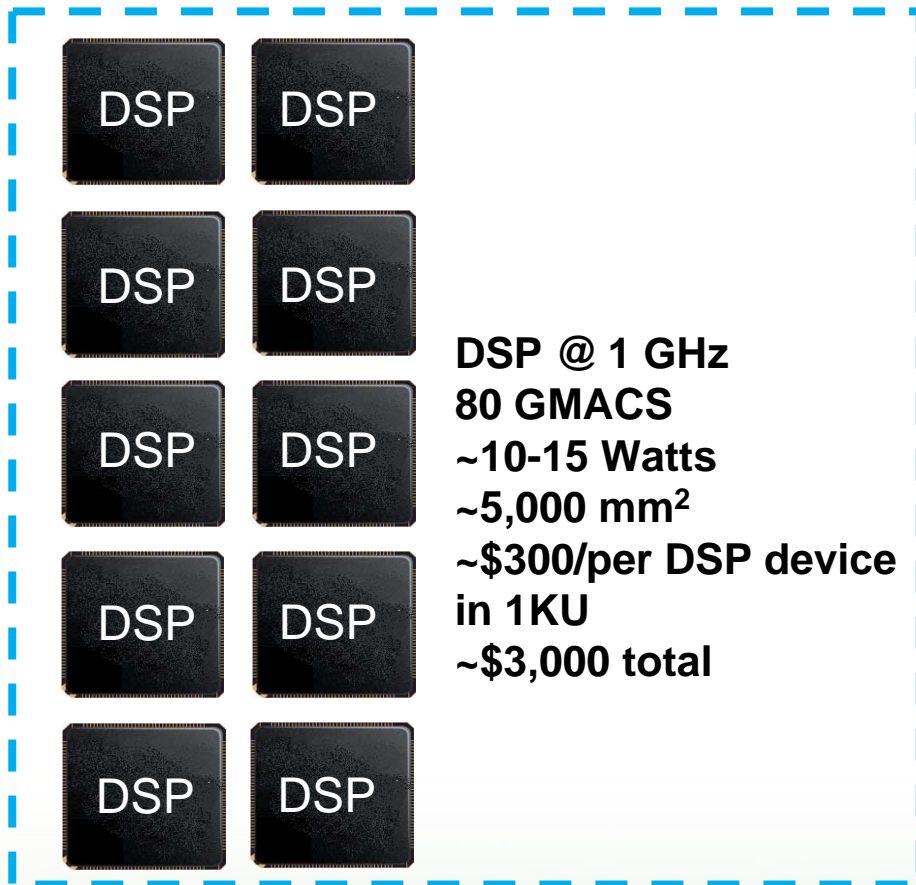 DSP DSP
DSP DSP
DSP DSP
DSP DSP
DSP DSP
DSP @ 1 GHz
80 GMACS
~10-15 Watts
~5,000 mm²
~$300/per DSP device
in 1KU
~$3,000 total